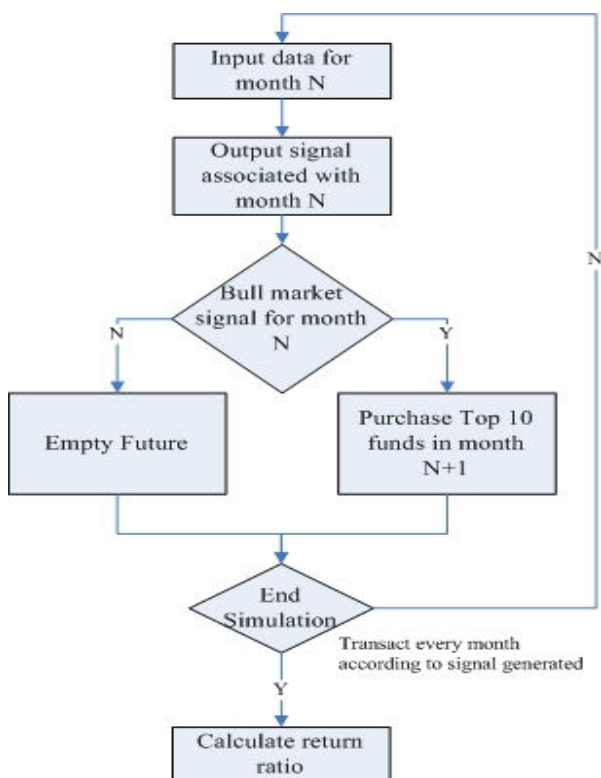 Input data for
month N
Output signal
associated with
month N
Bull market
signal for month
N
N
Y
N
Empty Future
Purchase Top 10
funds in month
N+1
End
Simulation
Transact every month
according to signal generated
Y
Calculate return
ratio